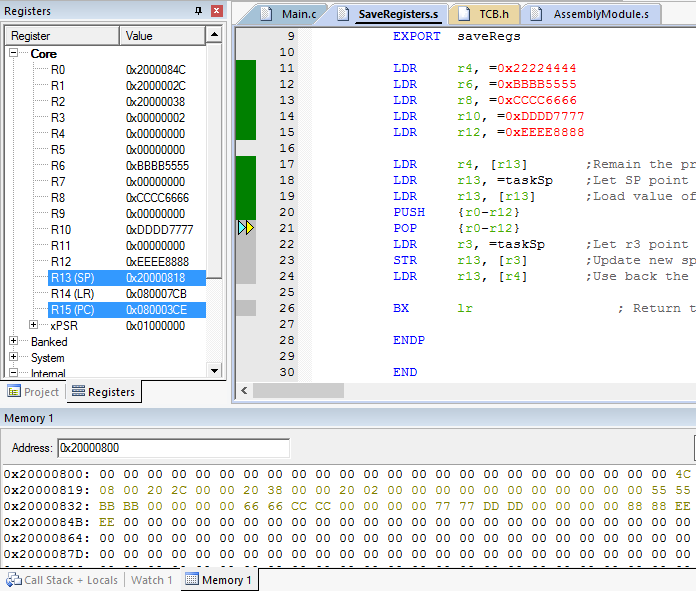 Registers
Register Value
Core
R0 0x2000084C
R1 0x2000002C
R2 0x20000038
R3 0x00000002
R4 0x00000000
R5 0x00000000
R6 0xBBBB5555
R7 0x00000000
R8 0xCCCC6666
R9 0x00000000
R10 0xDDDD7777
R11 0x00000000
R12 0xEEEE8888
R13 (SP) 0x20000818
R14 (LR) 0x080007CB
R15 (PC) 0x080003CE
xPSR 0x01000000
Banked
System
Internal
Project Registers
Main.c SaveRegisters.s TCB.h AssemblyModule.s
9 EXPORT saveRegs
10
11 LDR r4, =0x22224444
12 LDR r6, =0xBBBB5555
13 LDR r8, =0xCCCC6666
14 LDR r10, =0xDDDD7777
15 LDR r12, =0xEEEE8888
16
17 LDR r4, [r13] ;Remain the pr
18 LDR r13, =taskSp ;Let SP point
19 LDR r13, [r13] ;Load value of
20 PUSH {r0-r12}
21 POP {r0-r12}
22 LDR r3, =taskSp ;Let r3 point
23 STR r13, [r3] ;Update new sp
24 LDR r13, [r4] ;Use back the
25
26 BX lr ; Return t
27
28 ENDP
29
30 END
Memory 1
Address: 0x20000800
0x20000800: 00 00 00 00 00 00 00 00 00 00 00 00 00 00 00 00 00 00 00 00 00 00 00 00 4C
0x20000819: 08 00 20 2C 00 00 20 38 00 00 20 02 00 00 00 00 00 00 00 00 00 00 00 55 55
0x20000832: BB BB 00 00 00 00 66 66 CC CC 00 00 00 00 77 77 DD DD 00 00 00 00 88 88 EE
0x2000084B: EE 00 00 00 00 00 00 00 00 00 00 00 00 00 00 00 00 00 00 00 00 00 00 00 00
0x20000864: 00 00 00 00 00 00 00 00 00 00 00 00 00 00 00 00 00 00 00 00 00 00 00 00 00
0x2000087D: 00 00 00 00 00 00 00 00 00 00 00 00 00 00 00 00 00 00 00 00 00 00 00 00 00
Call Stack + Locals Watch 1 Memory 1